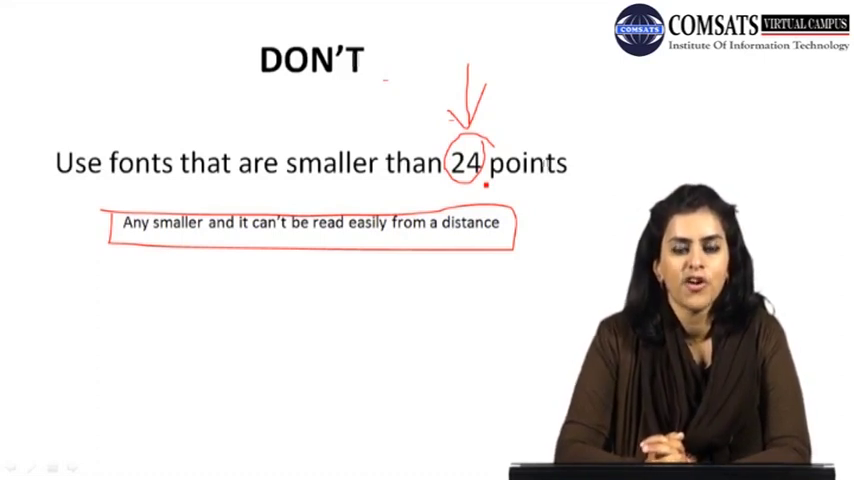 COMSATS
COMSATS VIRTUAL CAMPUS
Institute Of Information Technology
DON'T
Use fonts that are smaller than 24 points
Any smaller and it can't be read easily from a distance